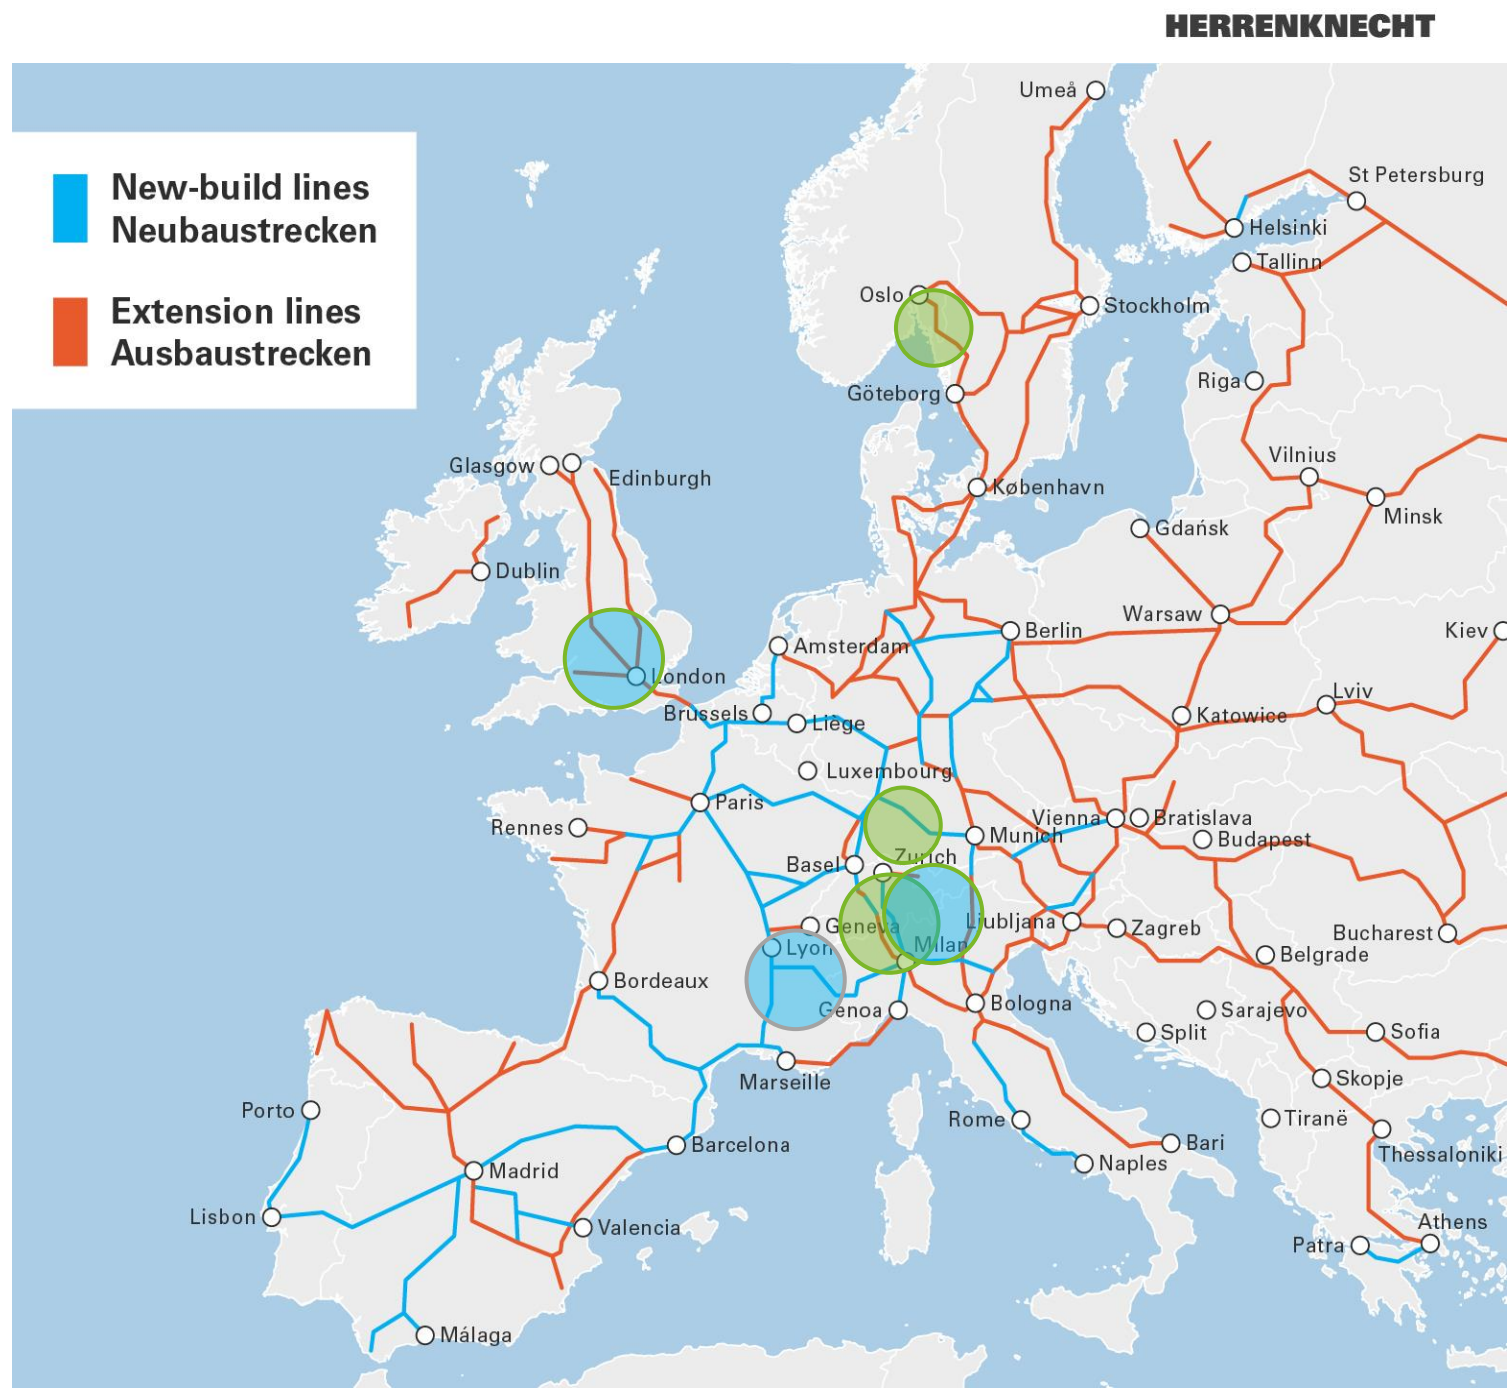 HERRENKNECHT
New-build lines
Neubaustrecken
Extension lines
Ausbaustrecken
Umeå
St Petersburg
Helsinki
Tallinn
Oslo
Stockholm
Riga
Göteborg
Vilnius
Glasgow
Edinburgh
København
Minsk
Gdańsk
Dublin
Warsaw
Berlin
Kiev
Amsterdam
London
Lviv
Brussels
Katowice
Liège
Luxembourg
Paris
Vienna
Bratislava
Rennes
Munich
Budapest
Basel
Zurich
Geneva
Ljubljana
Zagreb
Bucharest
Lyon
Milan
Belgrade
Bordeaux
Genoa
Bologna
Sarajevo
Split
Sofia
Marseille
Skopje
Porto
Rome
Tiranë
Barcelona
Bari
Thessaloniki
Madrid
Naples
Lisbon
Valencia
Athens
Patra
Málaga